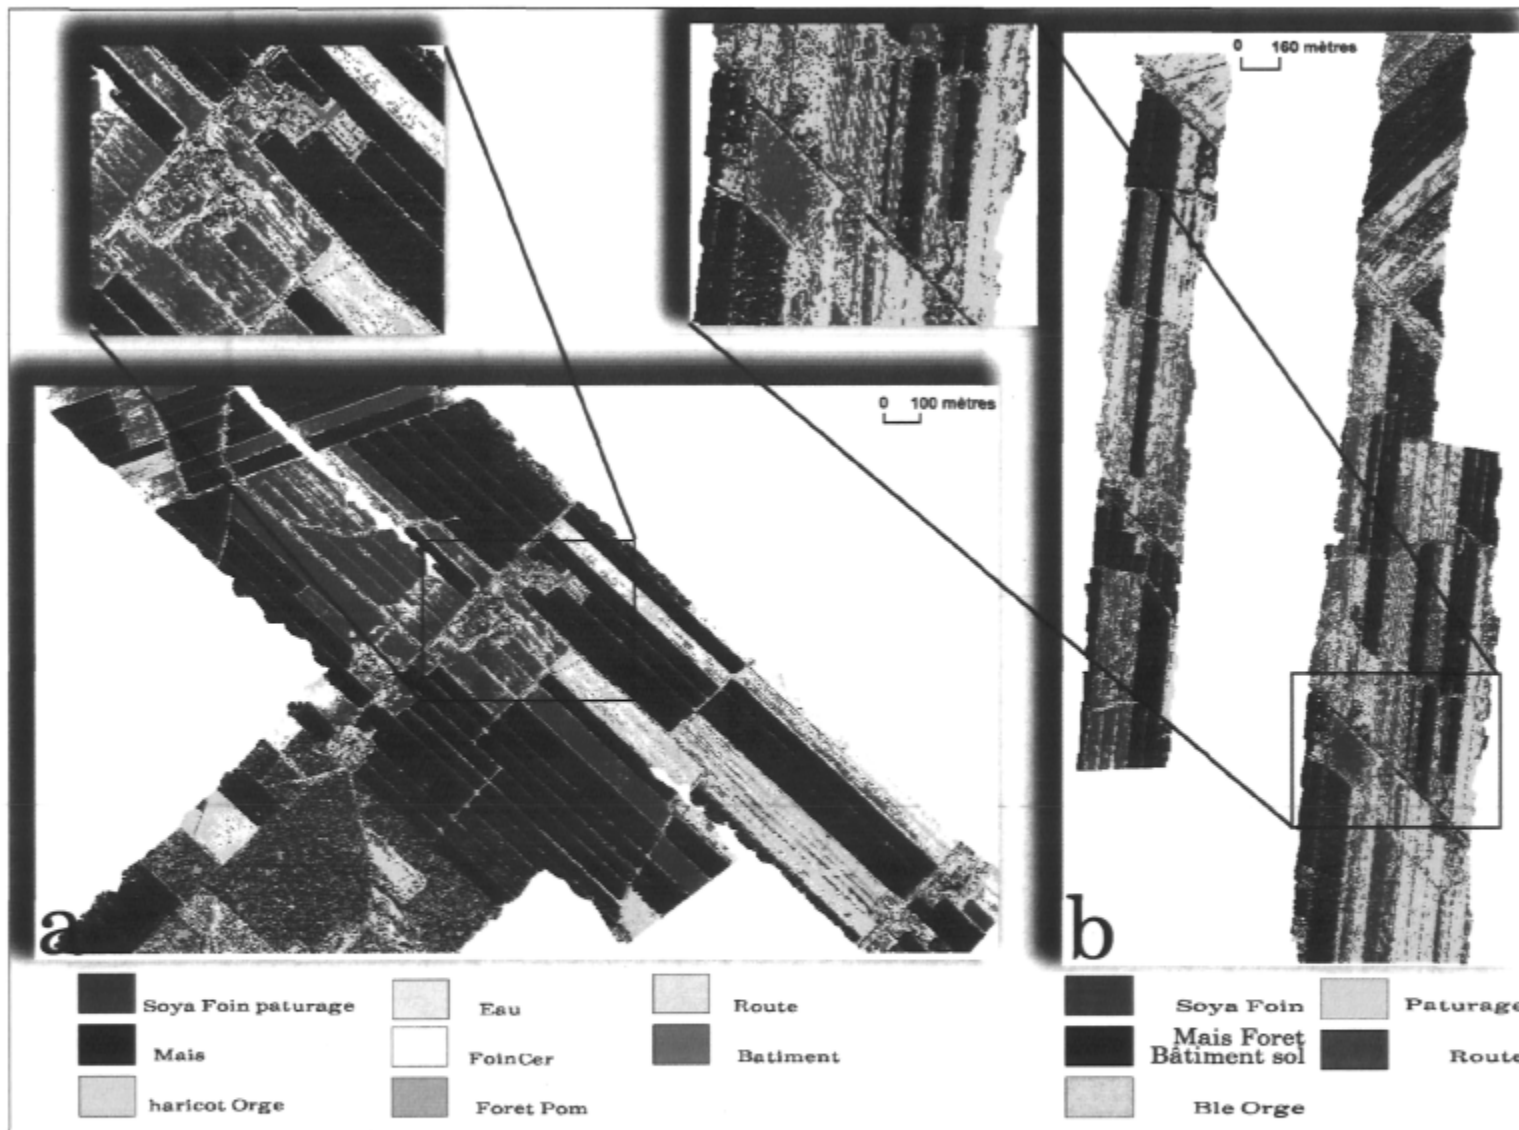 0 160 mètres
0 100 mètres
a
b
Soya Foin paturage
Eau
Route
Mais
FoinCer
Batiment
haricot Orge
Foret Pom
Soya Foin
Paturage
Mais Foret
Bâtiment sol
Route
Ble Orge